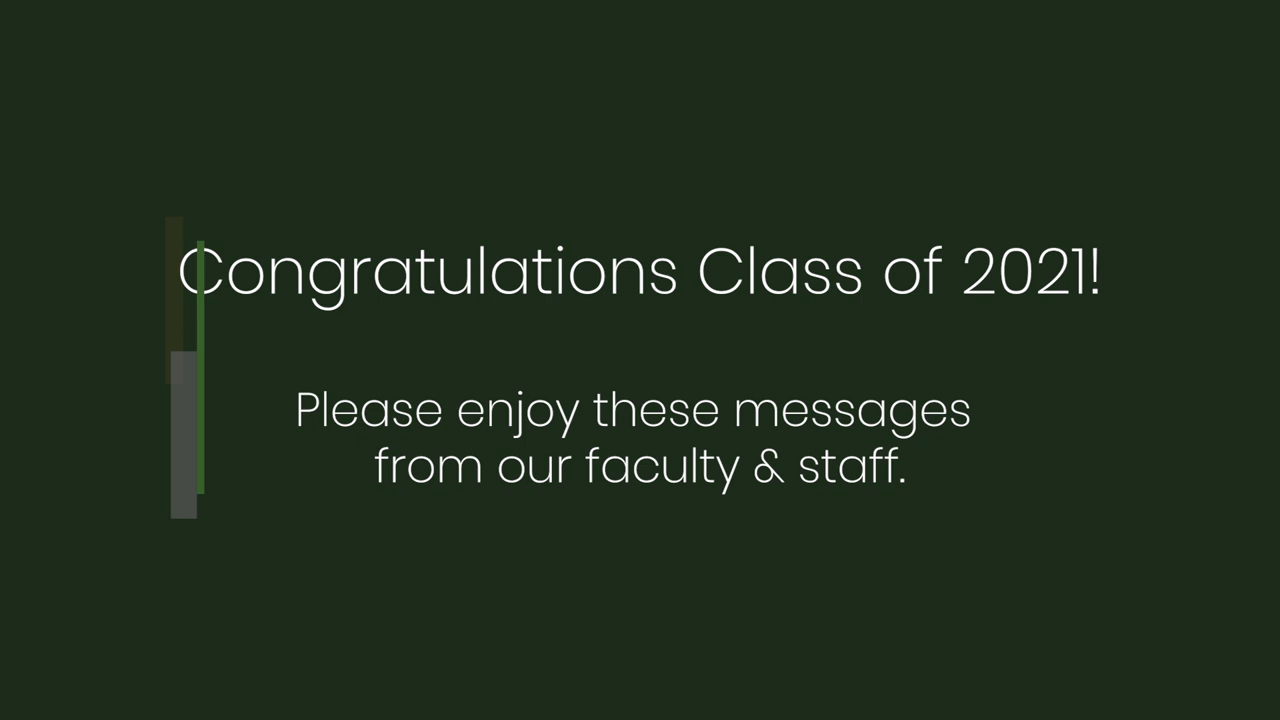 Congratulations Class of 2021!
Please enjoy these messages
from our faculty & staff.